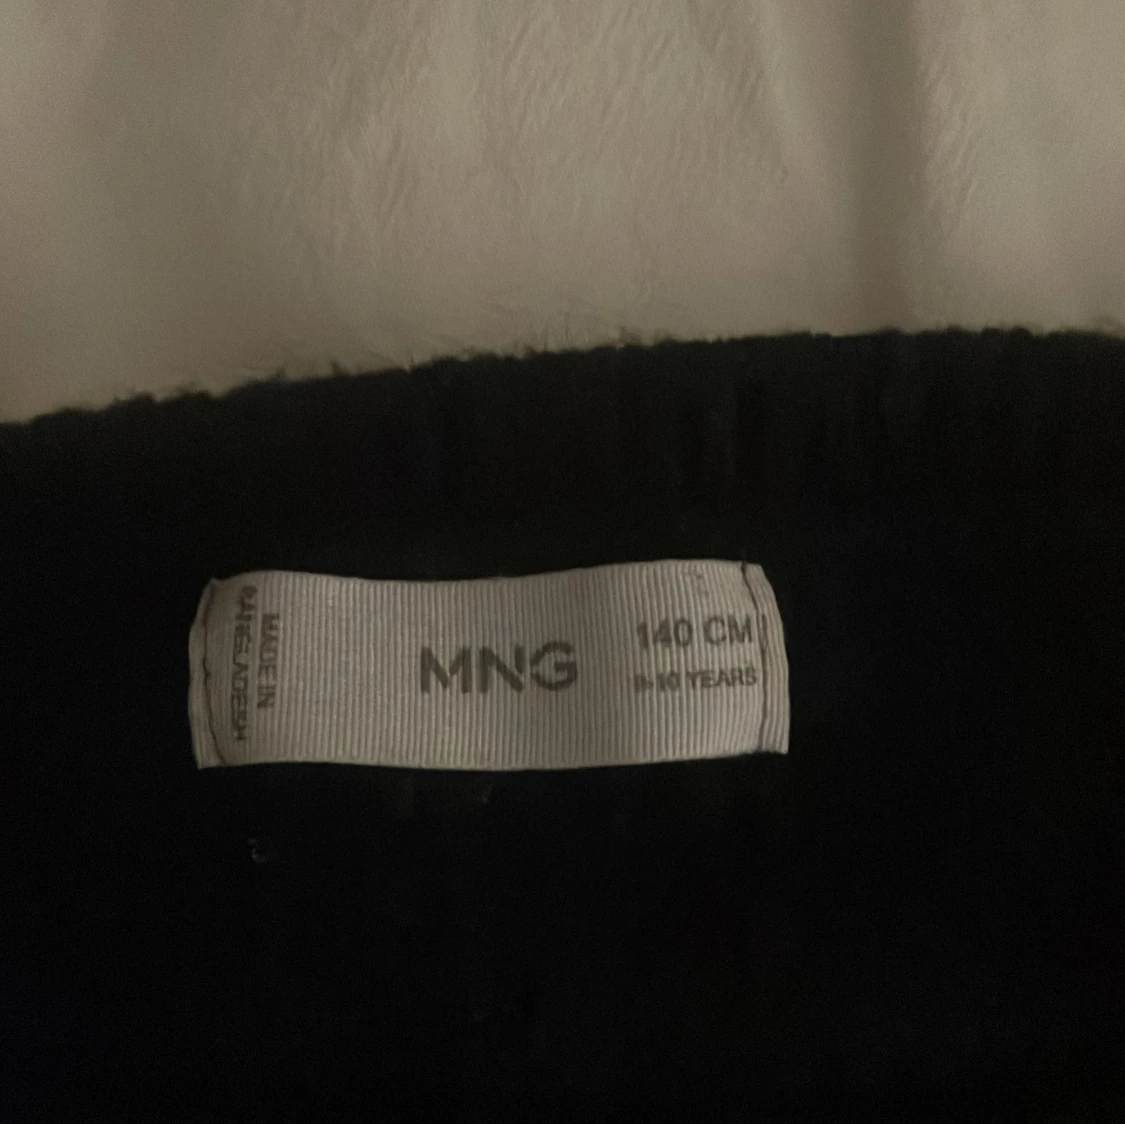 MADE IN
BANGLADESH
MNG
140 CM
9-10 YEARS